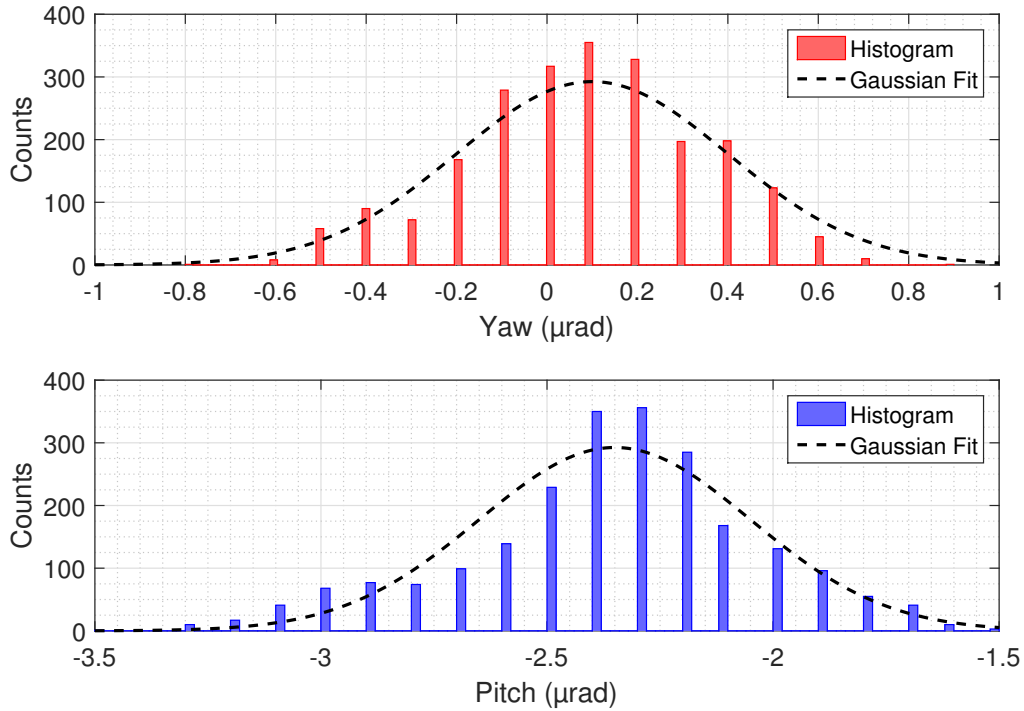 400
300
200
100
0
Counts
Histogram
Gaussian Fit
-1 -0.8 -0.6 -0.4 -0.2 0 0.2 0.4 0.6 0.8 1
Yaw (μrad)
400
300
200
100
0
Counts
Histogram
Gaussian Fit
-3.5 -3 -2.5 -2 -1.5
Pitch (μrad)